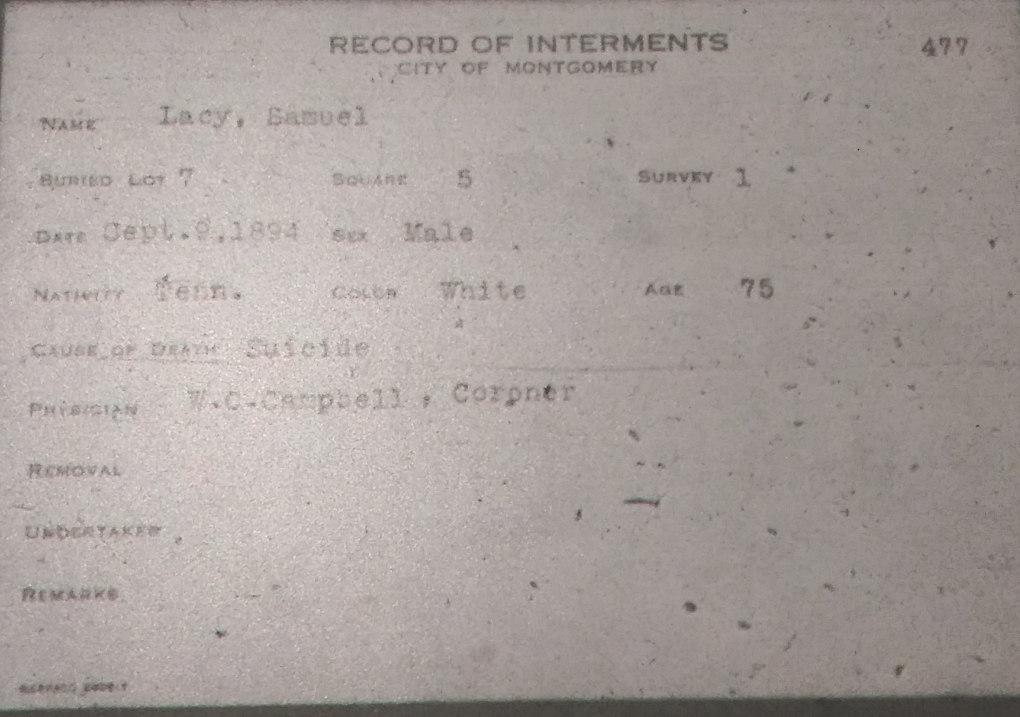 RECORD OF INTERMENTS 477
CITY OF MONTGOMERY
NAME Lacy, Samuel
BURIED LOT 7 SQUARE 5 SURVEY 1
DATE Sept.9,1894 SEX Male
NATIVITY Tenn. COLOR White AGE 75
CAUSE OF DEATH Suicide
PHYSICIAN W.C.Campbell, Coroner
REMOVAL
UNDERTAKER
REMARKS